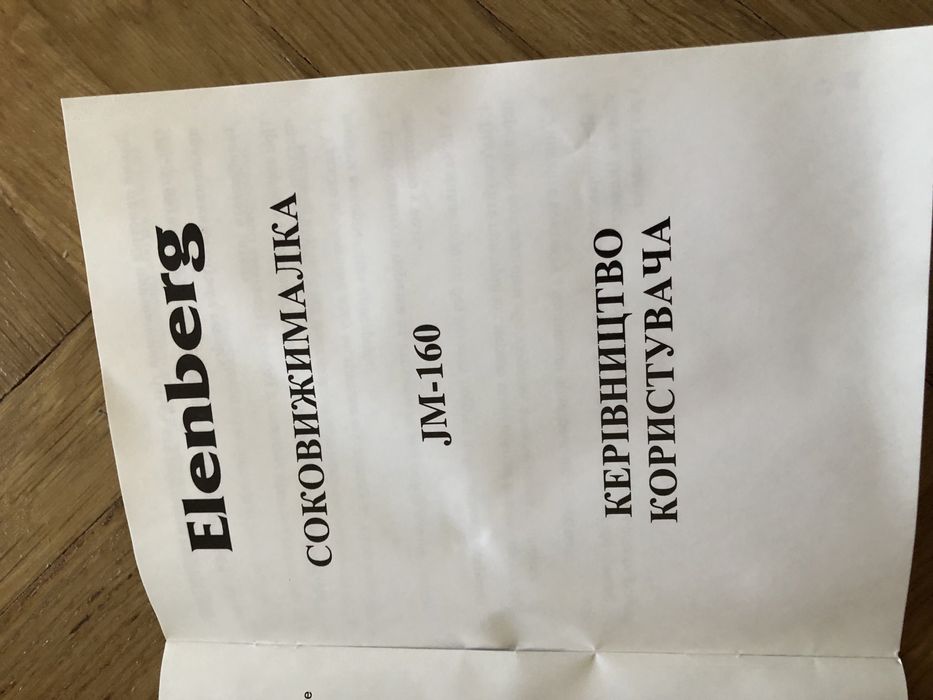 Elenberg
СОКОВИЖИМАЛКА
JM-160
КЕРІВНИЦТВО
КОРИСТУВАЧА